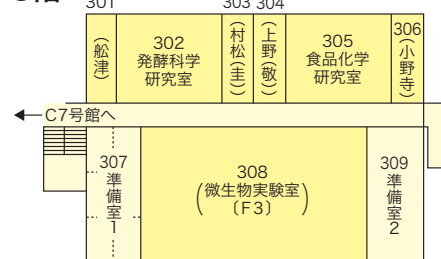 301
303 304
(舩津)
302
発酵科学
研究室
(村松(圭))
(上野(敬))
305
食品化学
研究室
306
(小野寺)
C7号館へ
307
準備室1
308
(微生物実験室)
〔F3〕
309
準備室2